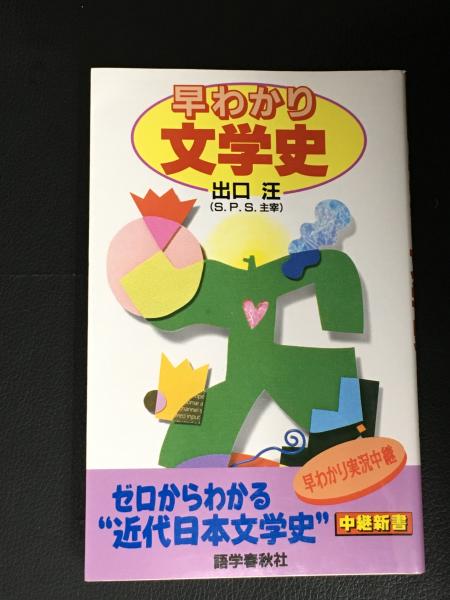 早わかり
文学史
出口 汪
(S.P.S.主宰)
早わかり実況中継
ゼロからわかる
“近代日本文学史”
中継新書
語学春秋社